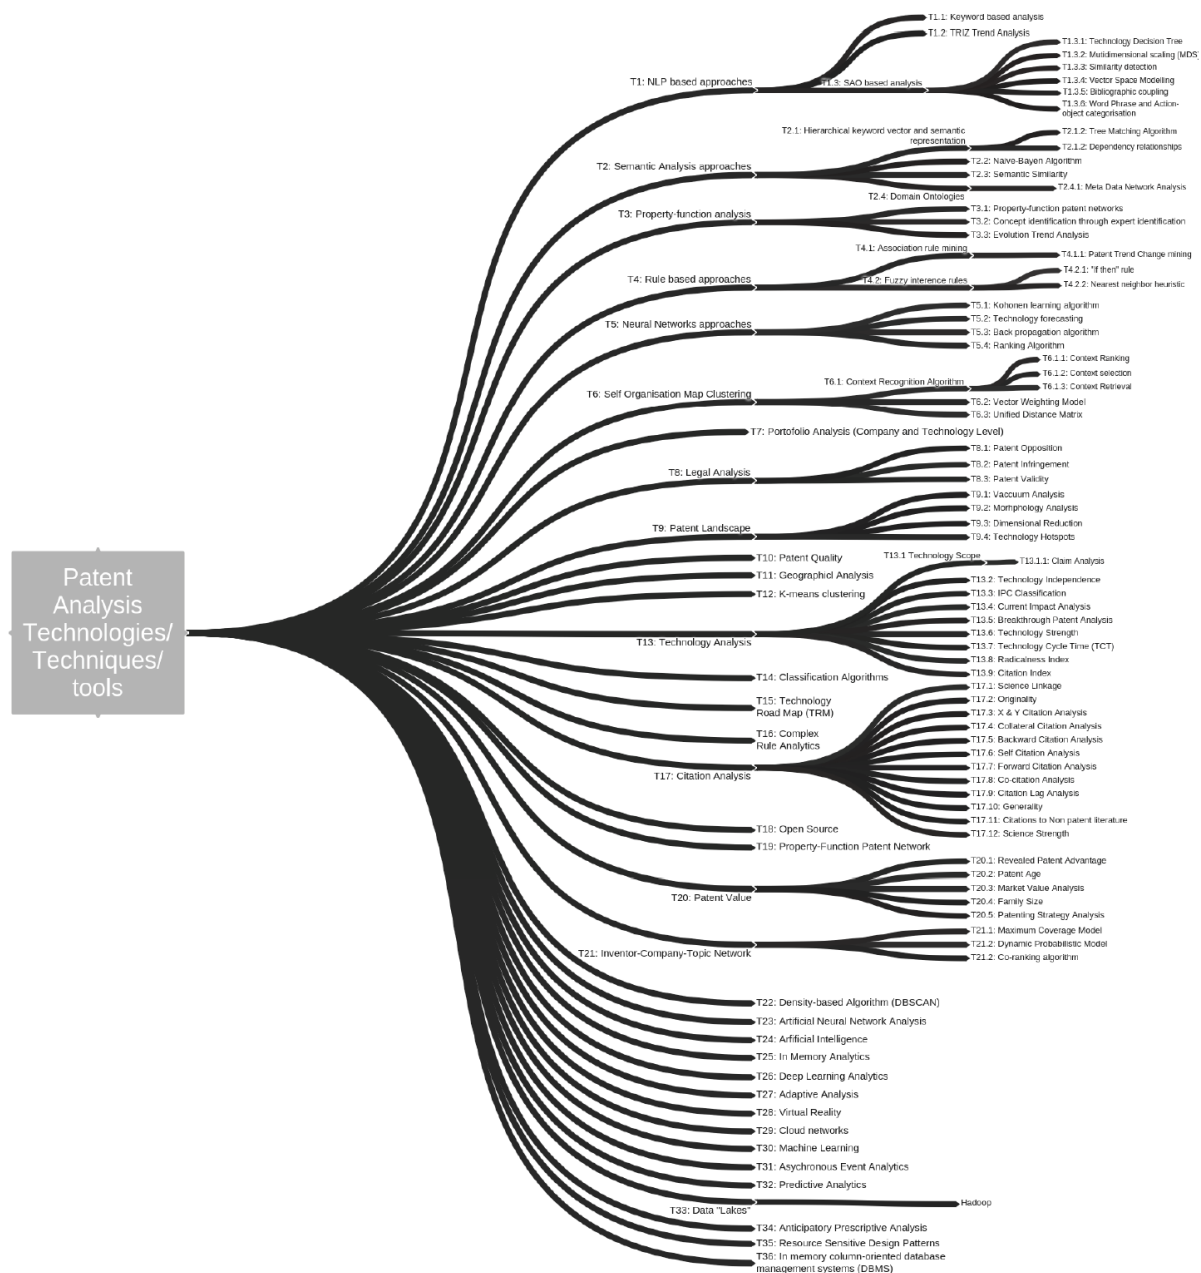 Patent
Analysis
Technologies/
Techniques/
tools
T1: NLP based approaches
T1.1: Keyword based analysis
T1.2: TRIZ Trend Analysis
T1.3: SAO based analysis
T1.3.1: Technology Decision Tree
T1.3.2: Mutidimensional scaling (MDS)
T1.3.3: Similarity detection
T1.3.4: Vector Space Modelling
T1.3.5: Bibliographic coupling
T1.3.6: Word Phrase and Action-
object categorisation
T2: Semantic Analysis approaches
T2.1: Hierarchical keyword vector and semantic
representation
T2.1.2: Tree Matching Algorithm
T2.1.2: Dependency relationships
T2.2: Naive-Bayen Algorithm
T2.3: Semantic Similarity
T2.4: Domain Ontologies
T2.4.1: Meta Data Network Analysis
T3: Property-function analysis
T3.1: Property-function patent networks
T3.2: Concept identification through expert identification
T3.3: Evolution Trend Analysis
T4: Rule based approaches
T4.1: Association rule mining
T4.1.1: Patent Trend Change mining
T4.2: Fuzzy inference rules
T4.2.1: "If then" rule
T4.2.2: Nearest neighbor heuristic
T5: Neural Networks approaches
T5.1: Kohonen learning algorithm
T5.2: Technology forecasting
T5.3: Back propagation algorithm
T5.4: Ranking Algorithm
T6: Self Organisation Map Clustering
T6.1: Context Recognition Algorithm
T6.1.1: Context Ranking
T6.1.2: Context selection
T6.1.3: Context Retrieval
T6.2: Vector Weighting Model
T6.3: Unified Distance Matrix
T7: Portofolio Analysis (Company and Technology Level)
T8: Legal Analysis
T8.1: Patent Opposition
T8.2: Patent Infringement
T8.3: Patent Validity
T9: Patent Landscape
T9.1: Vaccuum Analysis
T9.2: Morhphology Analysis
T9.3: Dimensional Reduction
T9.4: Technology Hotspots
T10: Patent Quality
T11: Geographicl Analysis
T12: K-means clustering
T13: Technology Analysis
T13.1 Technology Scope
T13.1.1: Claim Analysis
T13.2: Technology Independence
T13.3: IPC Classification
T13.4: Current Impact Analysis
T13.5: Breakthrough Patent Analysis
T13.6: Technology Strength
T13.7: Technology Cycle Time (TCT)
T13.8: Radicalness Index
T13.9: Citation Index
T14: Classification Algorithms
T15: Technology
Road Map (TRM)
T16: Complex
Rule Analytics
T17: Citation Analysis
T17.1: Science Linkage
T17.2: Originality
T17.3: X & Y Citation Analysis
T17.4: Collateral Citation Analysis
T17.5: Backward Citation Analysis
T17.6: Self Citation Analysis
T17.7: Forward Citation Analysis
T17.8: Co-citation Analysis
T17.9: Citation Lag Analysis
T17.10: Generality
T17.11: Citations to Non patent literature
T17.12: Science Strength
T18: Open Source
T19: Property-Function Patent Network
T20: Patent Value
T20.1: Revealed Patent Advantage
T20.2: Patent Age
T20.3: Market Value Analysis
T20.4: Family Size
T20.5: Patenting Strategy Analysis
T21: Inventor-Company-Topic Network
T21.1: Maximum Coverage Model
T21.2: Dynamic Probabilistic Model
T21.2: Co-ranking algorithm
T22: Density-based Algorithm (DBSCAN)
T23: Artificial Neural Network Analysis
T24: Arfificial Intelligence
T25: In Memory Analytics
T26: Deep Learning Analytics
T27: Adaptive Analysis
T28: Virtual Reality
T29: Cloud networks
T30: Machine Learning
T31: Asychronous Event Analytics
T32: Predictive Analytics
T33: Data "Lakes"
Hadoop
T34: Anticipatory Prescriptive Analysis
T35: Resource Sensitive Design Patterns
T36: In memory column-oriented database
management systems (DBMS)